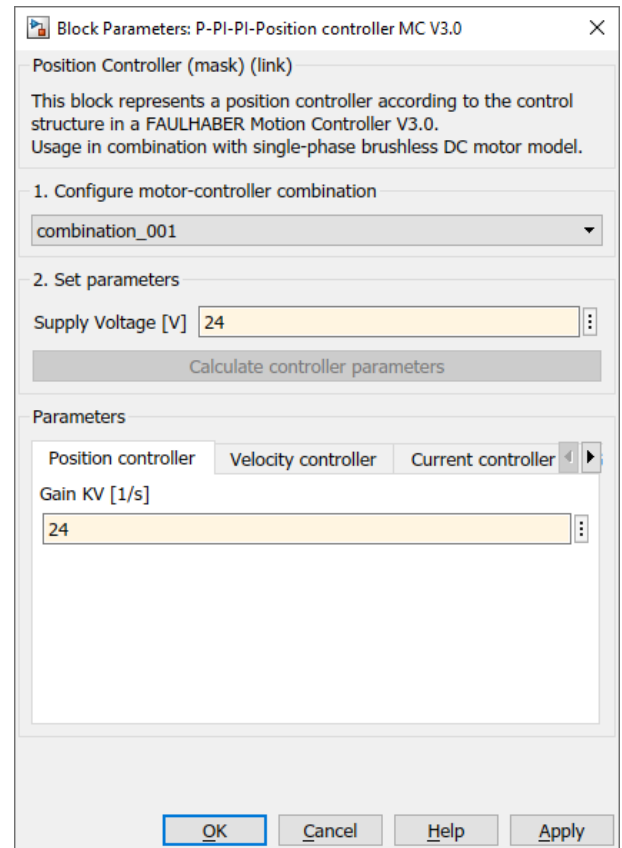 Block Parameters: P-PI-PI-Position controller MC V3.0
Position Controller (mask) (link)
This block represents a position controller according to the control
structure in a FAULHABER Motion Controller V3.0.
Usage in combination with single-phase brushless DC motor model.
1. Configure motor-controller combination
combination_001
2. Set parameters
Supply Voltage [V] 24
Calculate controller parameters
Parameters
Position controller Velocity controller Current controller
Gain KV [1/s]
24
OK Cancel Help Apply